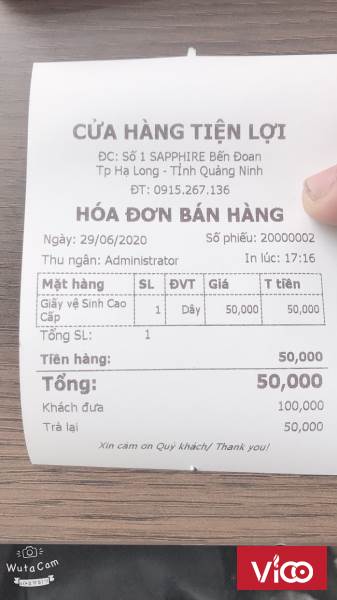 CỬA HÀNG TIỆN LỢI
ĐC: Số 1 SAPPHIRE Bến Đoan
Tp Hạ Long - Tỉnh Quảng Ninh
ĐT: 0915.267.136
HÓA ĐƠN BÁN HÀNG
Ngày: 29/06/2020 Số phiếu: 20000002
Thu ngân: Administrator In lúc: 17:16
Mặt hàng SL ĐVT Giá T tiền
Giấy vệ Sinh Cao Cấp 1 Dây 50,000 50,000
Tổng SL: 1
Tiền hàng: 50,000
Tổng: 50,000
Khách đưa 100,000
Trả lại 50,000
Xin cảm ơn Quý khách/ Thank you!
WutaCam
VICO